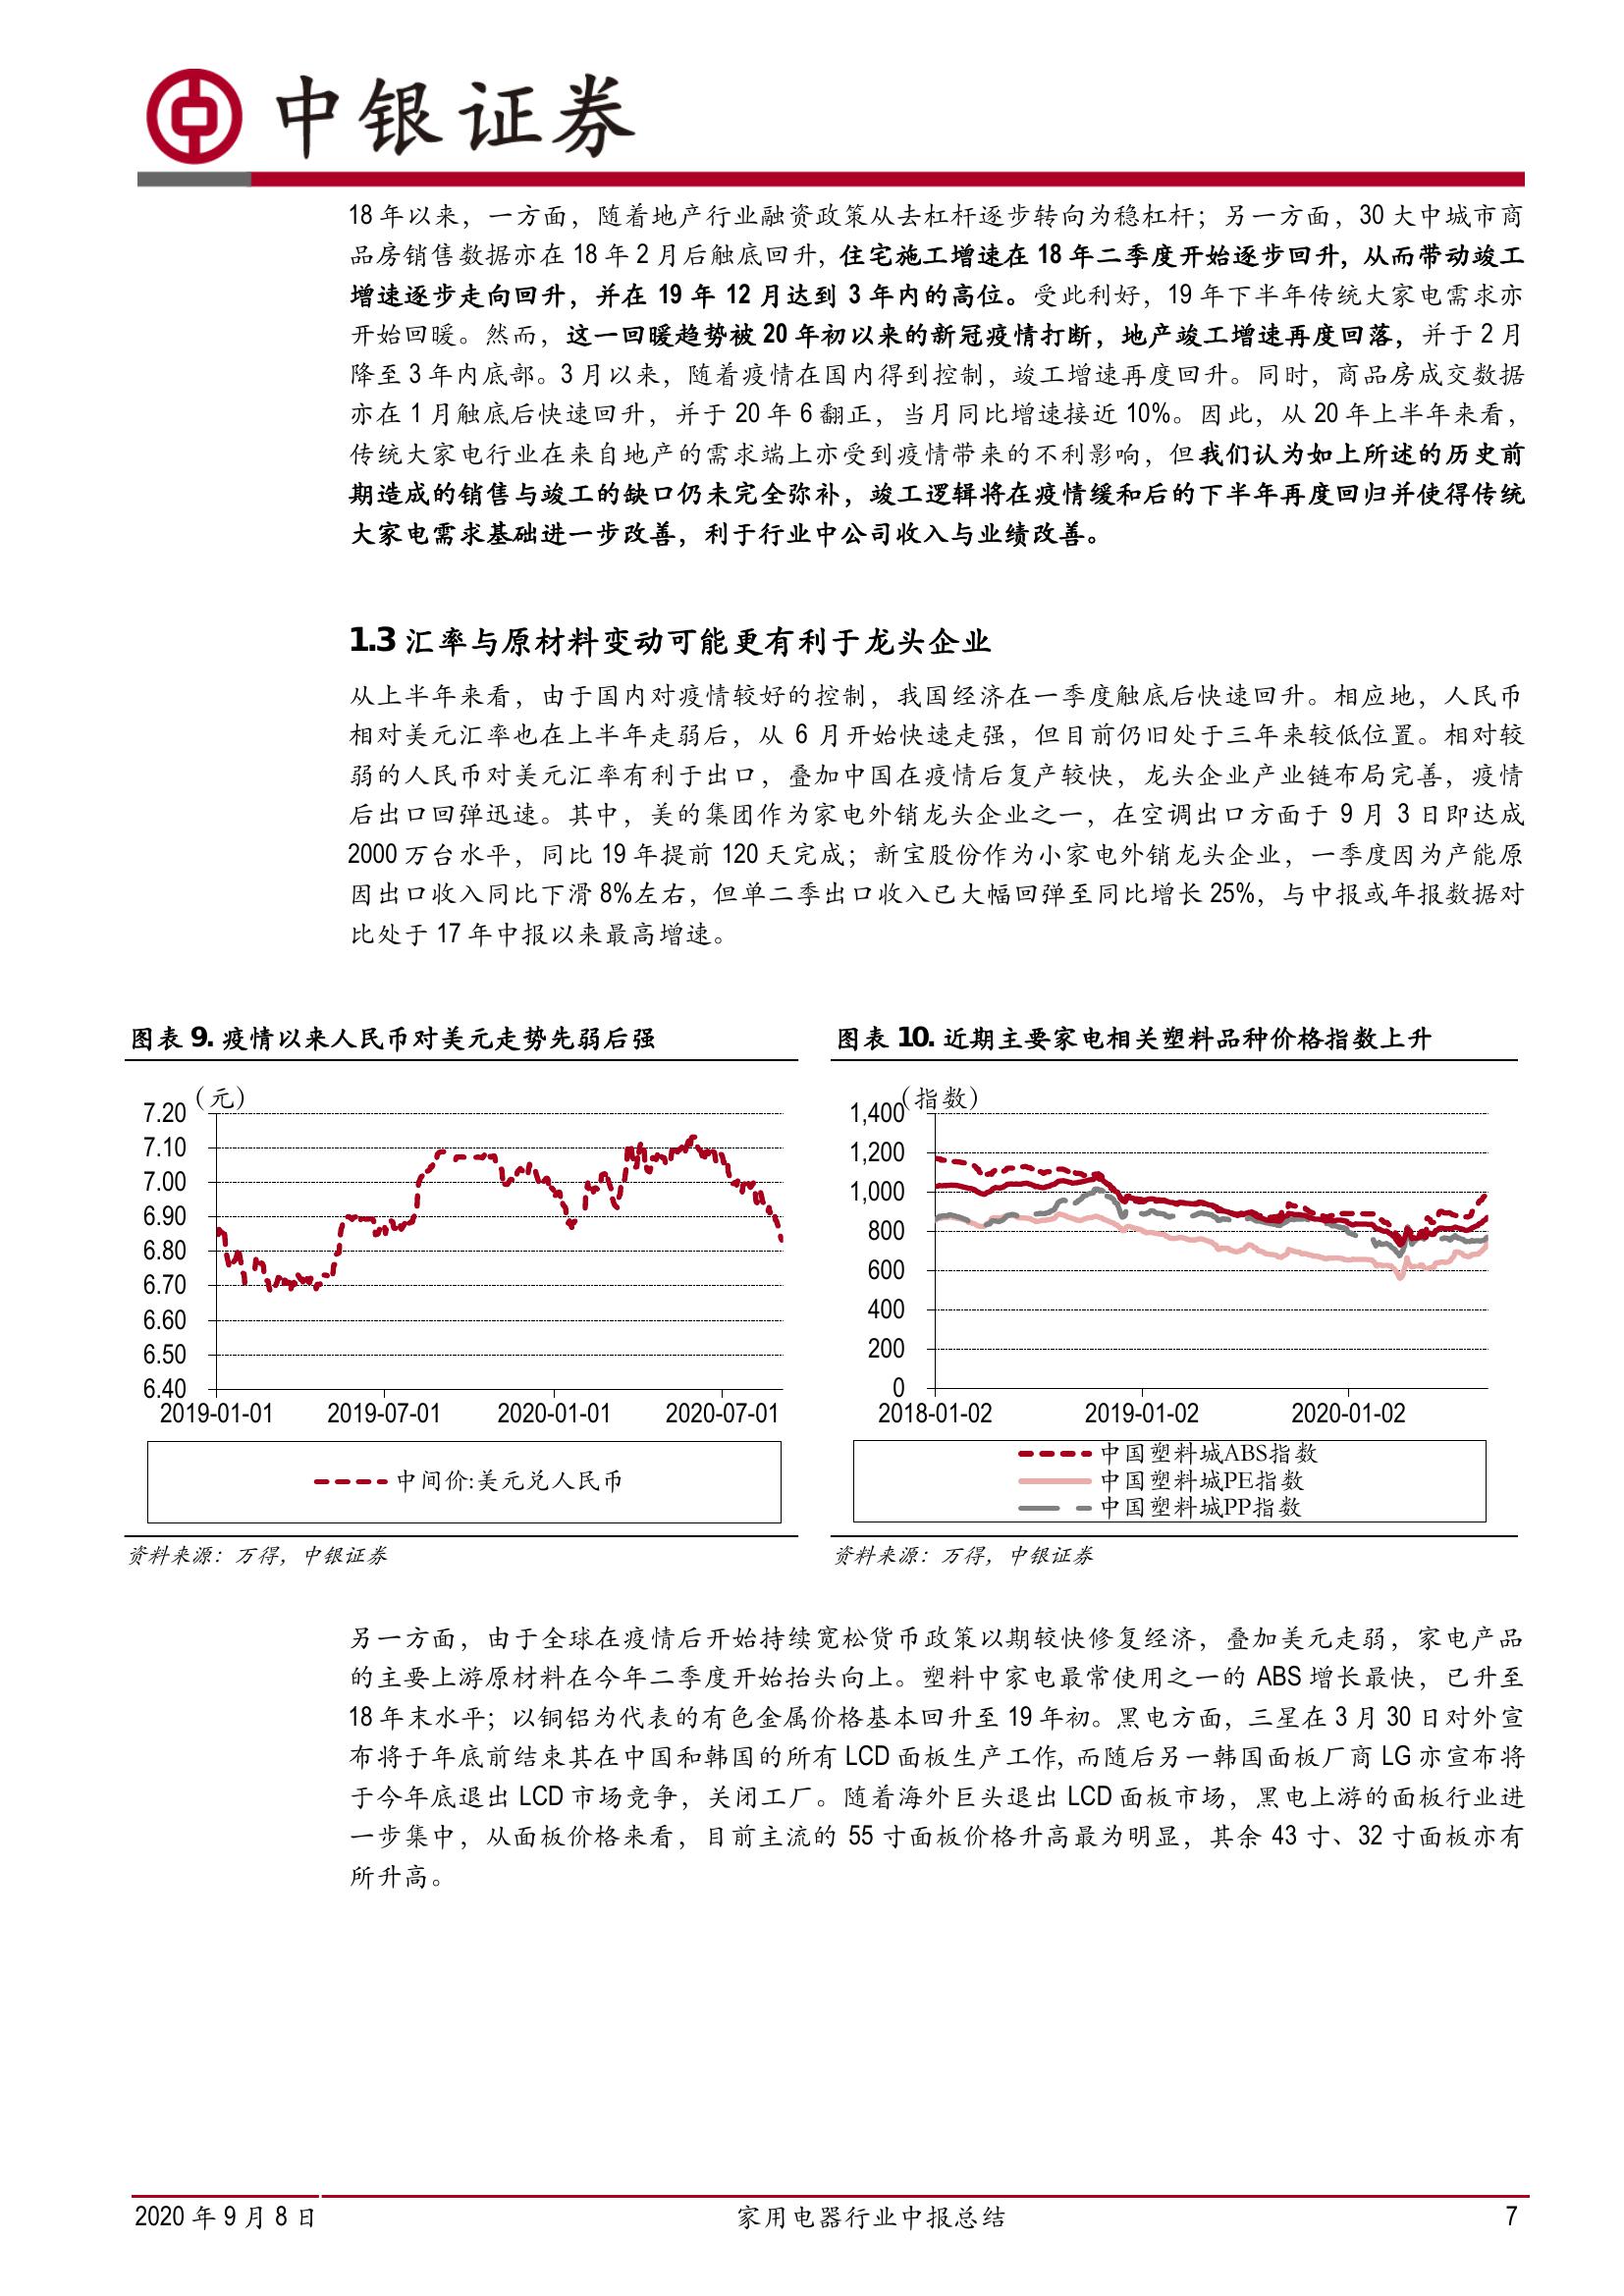 中银证券
18 年以来，一方面，随着地产行业融资政策从去杠杆逐步转向为稳杠杆；另一方面，30 大中城市商
品房销售数据亦在 18 年 2 月后触底回升，住宅施工增速在 18 年二季度开始逐步回升，从而带动竣工
增速逐步走向回升，并在 19 年 12 月达到 3 年内的高位。受此利好，19 年下半年传统大家电需求亦
开始回暖。然而，这一回暖趋势被 20 年初以来的新冠疫情打断，地产竣工增速再度回落，并于 2 月
降至 3 年内底部。3 月以来，随着疫情在国内得到控制，竣工增速再度回升。同时，商品房成交数据
亦在 1 月触底后快速回升，并于 20 年 6 翻正，当月同比增速接近 10%。因此，从 20 年上半年来看，
传统大家电行业在来自地产的需求端上亦受到疫情带来的不利影响，但我们认为如上所述的历史前
期造成的销售与竣工的缺口仍未完全弥补，竣工逻辑将在疫情缓和后的下半年再度回归并使得传统
大家电需求基础进一步改善，利于行业中公司收入与业绩改善。
1.3 汇率与原材料变动可能更有利于龙头企业
从上半年来看，由于国内对疫情较好的控制，我国经济在一季度触底后快速回升。相应地，人民币
相对美元汇率也在上半年走弱后，从 6 月开始快速走强，但目前仍旧处于三年来较低位置。相对较
弱的人民币对美元汇率有利于出口，叠加中国在疫情后复产较快，龙头企业产业链布局完善，疫情
后出口回弹迅速。其中，美的集团作为家电外销龙头企业之一，在空调出口方面于 9 月 3 日即达成
2000 万台水平，同比 19 年提前 120 天完成；新宝股份作为小家电外销龙头企业，一季度因为产能原
因出口收入同比下滑 8%左右，但单二季出口收入已大幅回弹至同比增长 25%，与中报或年报数据对
比处于 17 年中报以来最高增速。
图表 9. 疫情以来人民币对美元走势先弱后强
（元）
7.20
7.10
7.00
6.90
6.80
6.70
6.60
6.50
6.40
2019-01-01 2019-07-01 2020-01-01 2020-07-01
中间价:美元兑人民币
资料来源：万得，中银证券
图表 10. 近期主要家电相关塑料品种价格指数上升
（指数）
1,400
1,200
1,000
800
600
400
200
0
2018-01-02 2019-01-02 2020-01-02
中国塑料城ABS指数
中国塑料城PE指数
中国塑料城PP指数
资料来源：万得，中银证券
另一方面，由于全球在疫情后开始持续宽松货币政策以期较快修复经济，叠加美元走弱，家电产品
的主要上游原材料在今年二季度开始抬头向上。塑料中家电最常使用之一的 ABS 增长最快，已升至
18 年末水平；以铜铝为代表的有色金属价格基本回升至 19 年初。黑电方面，三星在 3 月 30 日对外宣
布将于年底前结束其在中国和韩国的所有 LCD 面板生产工作，而随后另一韩国面板厂商 LG 亦宣布将
于今年底退出 LCD 市场竞争，关闭工厂。随着海外巨头退出 LCD 面板市场，黑电上游的面板行业进
一步集中，从面板价格来看，目前主流的 55 寸面板价格升高最为明显，其余 43 寸、32 寸面板亦有
所升高。
2020 年 9 月 8 日 家用电器行业中报总结 7